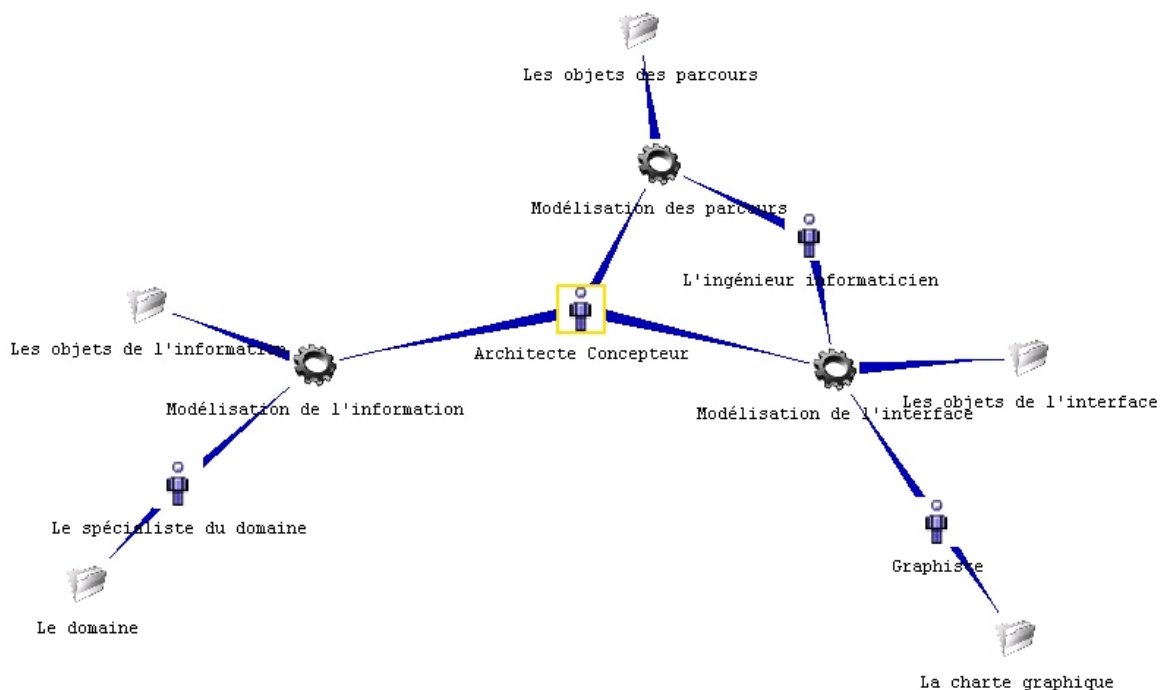 Les objets des parcours
Modélisation des parcours
L'ingénieur informaticien
Les objets de l'information
Architecte Concepteur
Modélisation de l'information
Modélisation de l'interface
Les objets de l'interface
Le spécialiste du domaine
Graphiste
Le domaine
La charte graphique